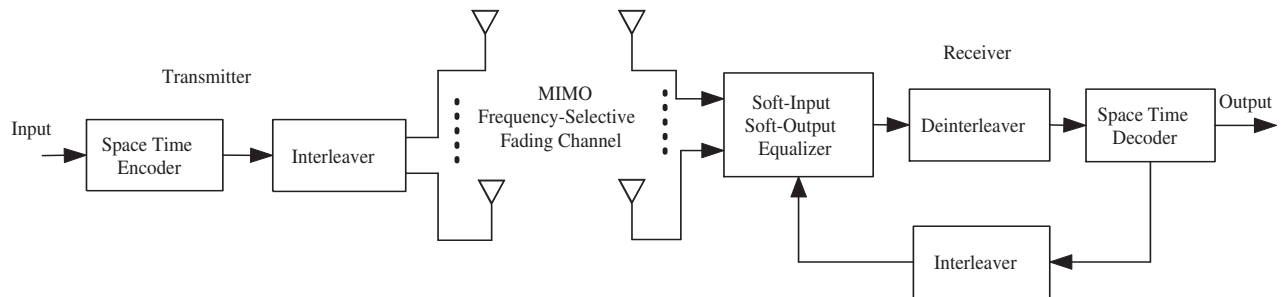 Transmitter
Input
Space Time
Encoder
Interleaver
MIMO
Frequency-Selective
Fading Channel
Receiver
Soft-Input
Soft-Output
Equalizer
Deinterleaver
Space Time
Decoder
Output
Interleaver